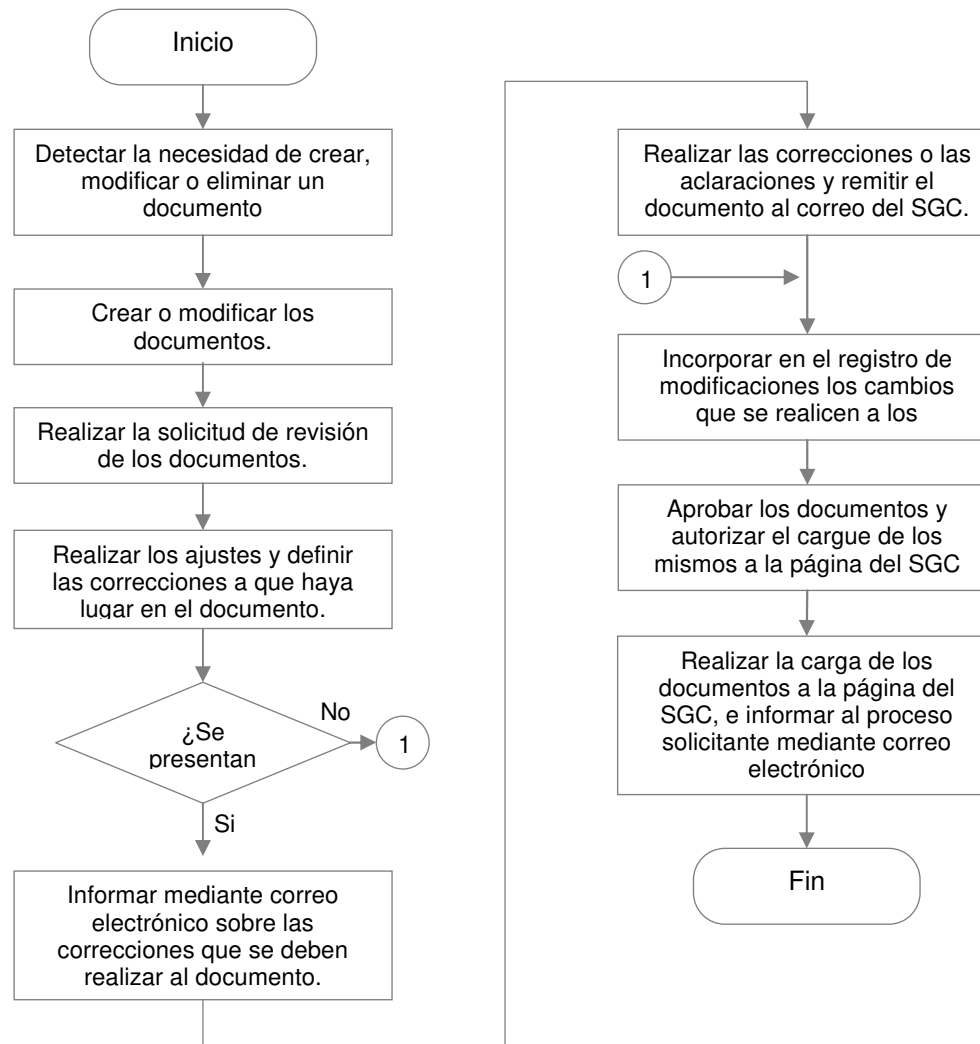 Inicio
Detectar la necesidad de crear,
modificar o eliminar un
documento
Crear o modificar los
documentos.
Realizar la solicitud de revisión
de los documentos.
Realizar los ajustes y definir
las correcciones a que haya
lugar en el documento.
¿Se
presentan
No
1
Si
Informar mediante correo
electrónico sobre las
correcciones que se deben
realizar al documento.
Realizar las correcciones o las
aclaraciones y remitir el
documento al correo del SGC.
1
Incorporar en el registro de
modificaciones los cambios
que se realicen a los
Aprobar los documentos y
autorizar el cargue de los
mismos a la página del SGC
Realizar la carga de los
documentos a la página del
SGC, e informar al proceso
solicitante mediante correo
electrónico
Fin